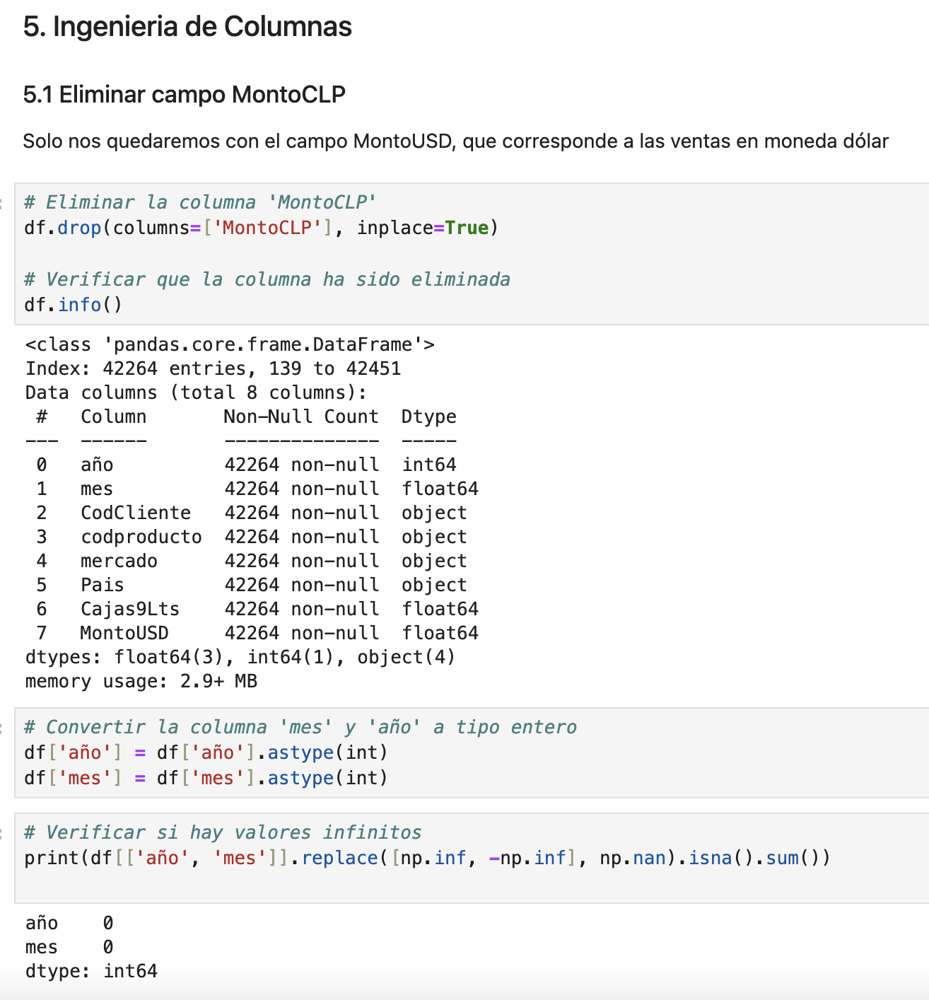 5. Ingenieria de Columnas
5.1 Eliminar campo MontoCLP
Solo nos quedaremos con el campo MontoUSD, que corresponde a las ventas en moneda dólar
# Eliminar la columna 'MontoCLP'
df.drop(columns=['MontoCLP'], inplace=True)
# Verificar que la columna ha sido eliminada
df.info()
<class 'pandas.core.frame.DataFrame'>
Index: 42264 entries, 139 to 42451
Data columns (total 8 columns):
 #   Column       Non-Null Count  Dtype
---  ------       --------------  -----
 0   año          42264 non-null  int64
 1   mes          42264 non-null  float64
 2   CodCliente   42264 non-null  object
 3   codproducto  42264 non-null  object
 4   mercado      42264 non-null  object
 5   Pais         42264 non-null  object
 6   Cajas9Lts    42264 non-null  float64
 7   MontoUSD     42264 non-null  float64
dtypes: float64(3), int64(1), object(4)
memory usage: 2.9+ MB
# Convertir la columna 'mes' y 'año' a tipo entero
df['año'] = df['año'].astype(int)
df['mes'] = df['mes'].astype(int)
# Verificar si hay valores infinitos
print(df[['año', 'mes']].replace([np.inf, -np.inf], np.nan).isna().sum())
año    0
mes    0
dtype: int64